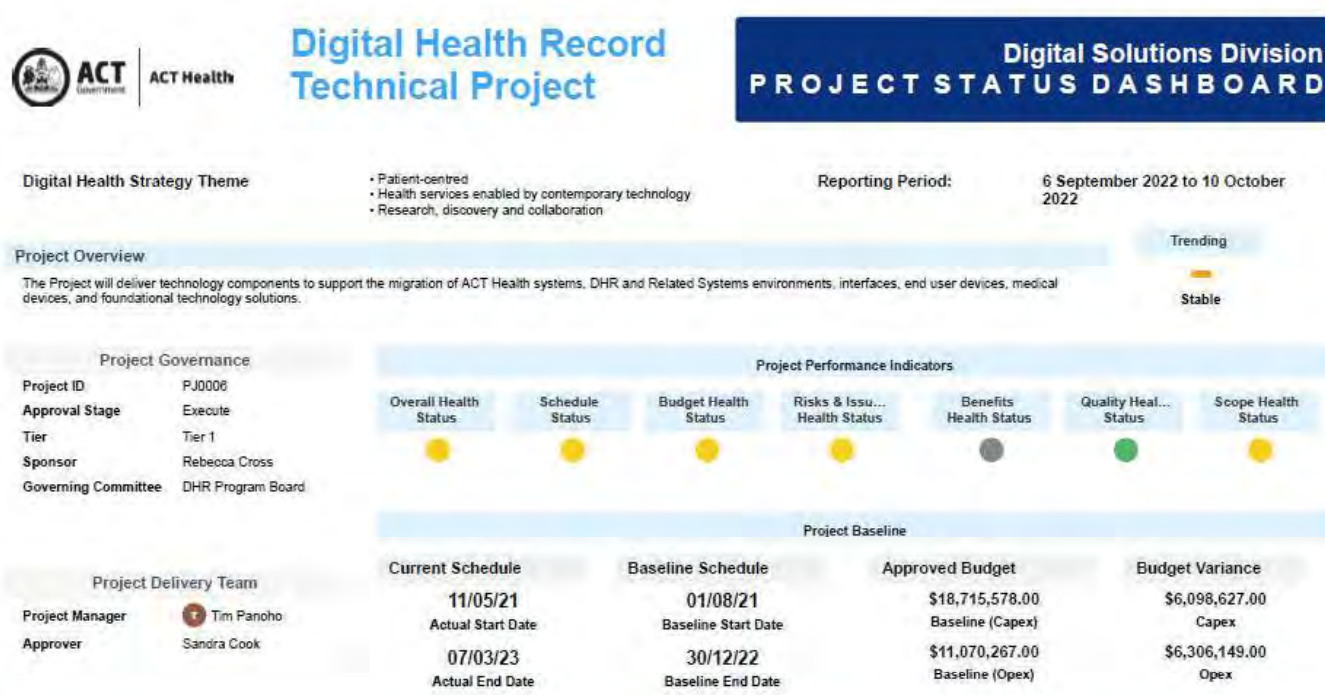 Digital Health Record
Technical Project
ACT
Government
ACT Health
Digital Solutions Division
PROJECT STATUS DASHBOARD
Digital Health Strategy Theme
• Patient-centred
• Health services enabled by contemporary technology
• Research, discovery and collaboration
Reporting Period:
6 September 2022 to 10 October
2022
Trending
Stable
Project Overview
The Project will deliver technology components to support the migration of ACT Health systems, DHR and Related Systems environments, interfaces, end user devices, medical
devices, and foundational technology solutions.
Project Governance
Project ID PJ0006
Approval Stage Execute
Tier Tier 1
Sponsor Rebecca Cross
Governing Committee DHR Program Board
Project Performance Indicators
Overall Health
Status
Schedule
Status
Budget Health
Status
Risks & Issu...
Health Status
Benefits
Health Status
Quality Heal...
Status
Scope Health
Status
Project Delivery Team
Project Manager T Tim Panoho
Approver Sandra Cook
Project Baseline
Current Schedule
11/05/21
Actual Start Date
07/03/23
Actual End Date
Baseline Schedule
01/08/21
Baseline Start Date
30/12/22
Baseline End Date
Approved Budget
$18,715,578.00
Baseline (Capex)
$11,070,267.00
Baseline (Opex)
Budget Variance
$6,098,627.00
Capex
$6,306,149.00
Opex